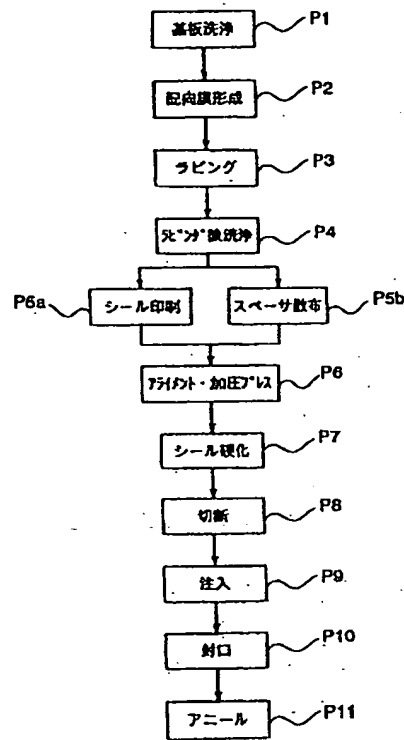 基板洗浄
P1
配向膜形成
P2
ラビング
P3
ラビング後洗浄
P4
P5a
シール印刷
スペーサ散布
P5b
アライメント・加圧プレス
P6
シール硬化
P7
切断
P8
注入
P9
封口
P10
アニール
P11